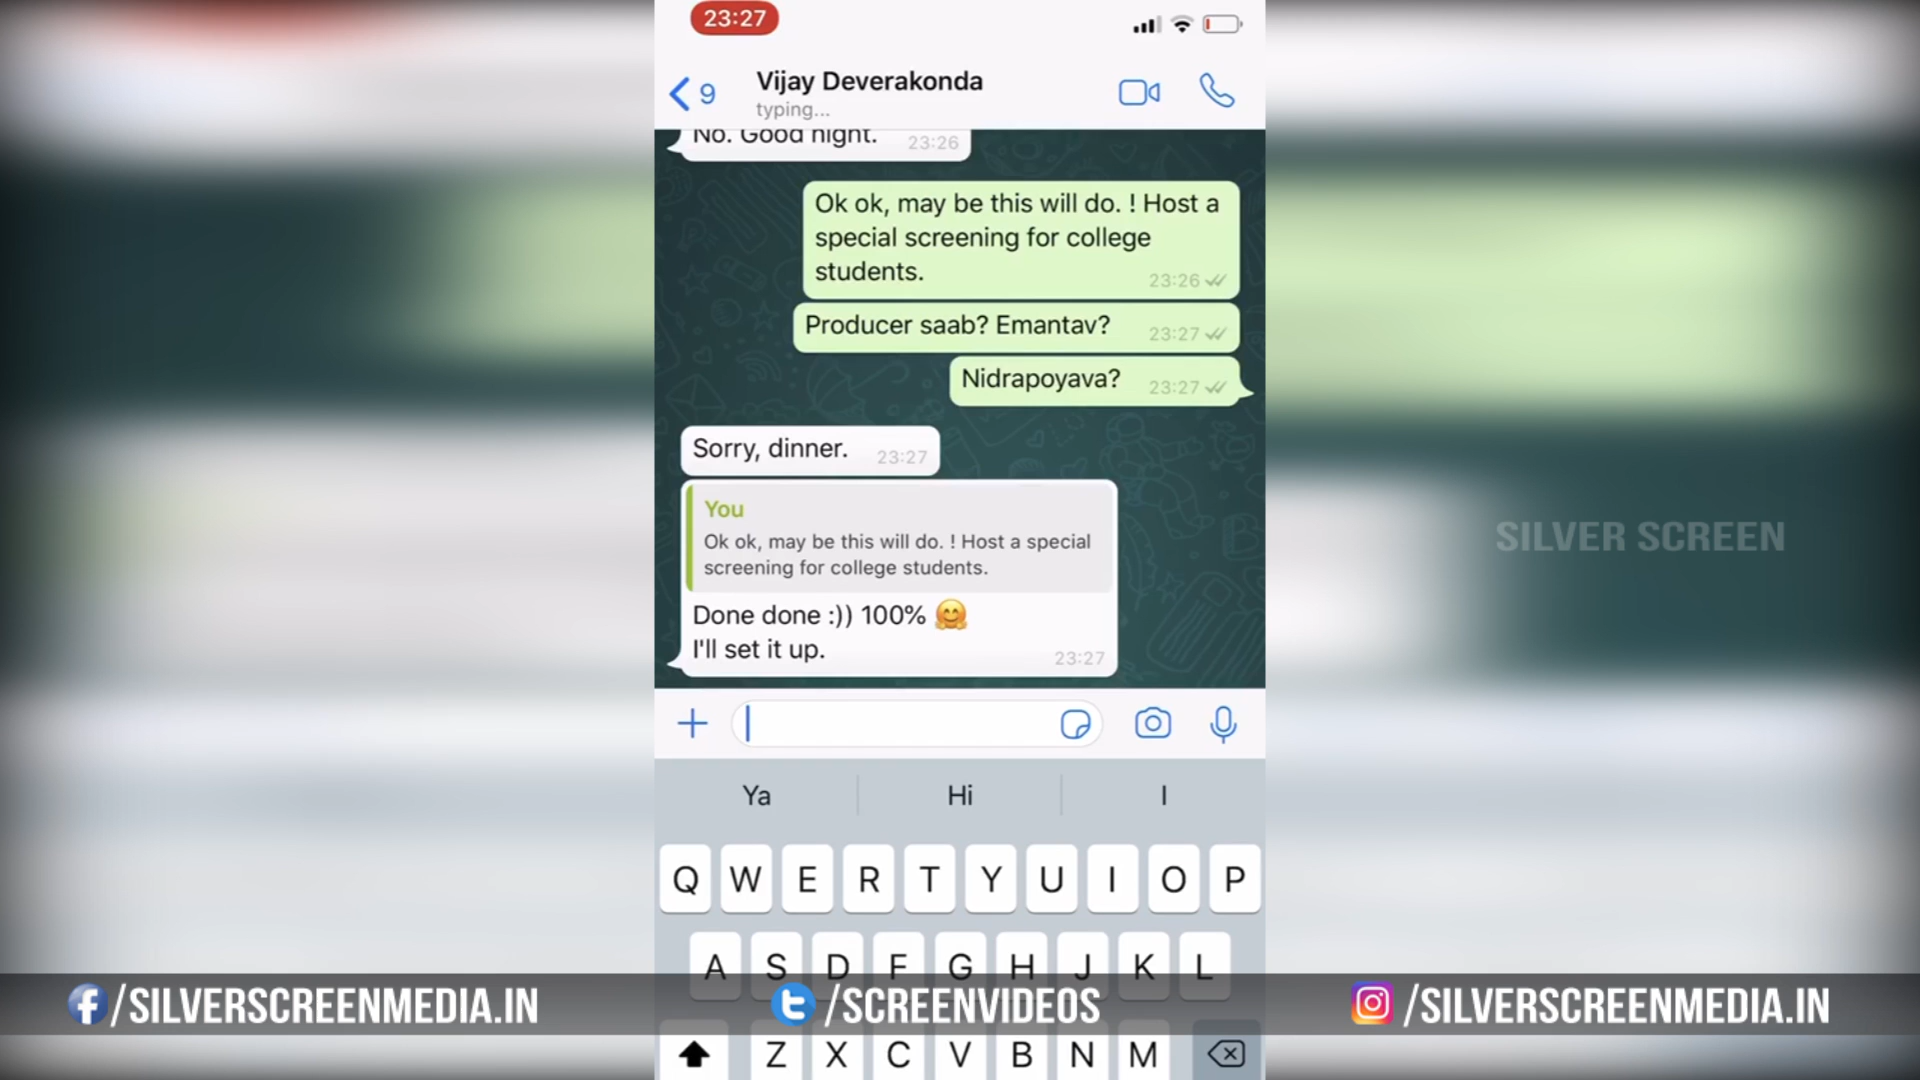 23:27
9
Vijay Deverakonda
typing...
No. Good night. 23:26
Ok ok, may be this will do. ! Host a
special screening for college
students. 23:26
Producer saab? Emantav? 23:27
Nidrapoyava? 23:27
Sorry, dinner. 23:27
You
Ok ok, may be this will do. ! Host a special
screening for college students.
Done done :)) 100% 🤗
I'll set it up. 23:27
SILVER SCREEN
Ya Hi I
Q W E R T Y U I O P
A S D F G H J K L
/SILVERSCREENMEDIA.IN /SCREENVIDEOS /SILVERSCREENMEDIA.IN
Z X C V B N M